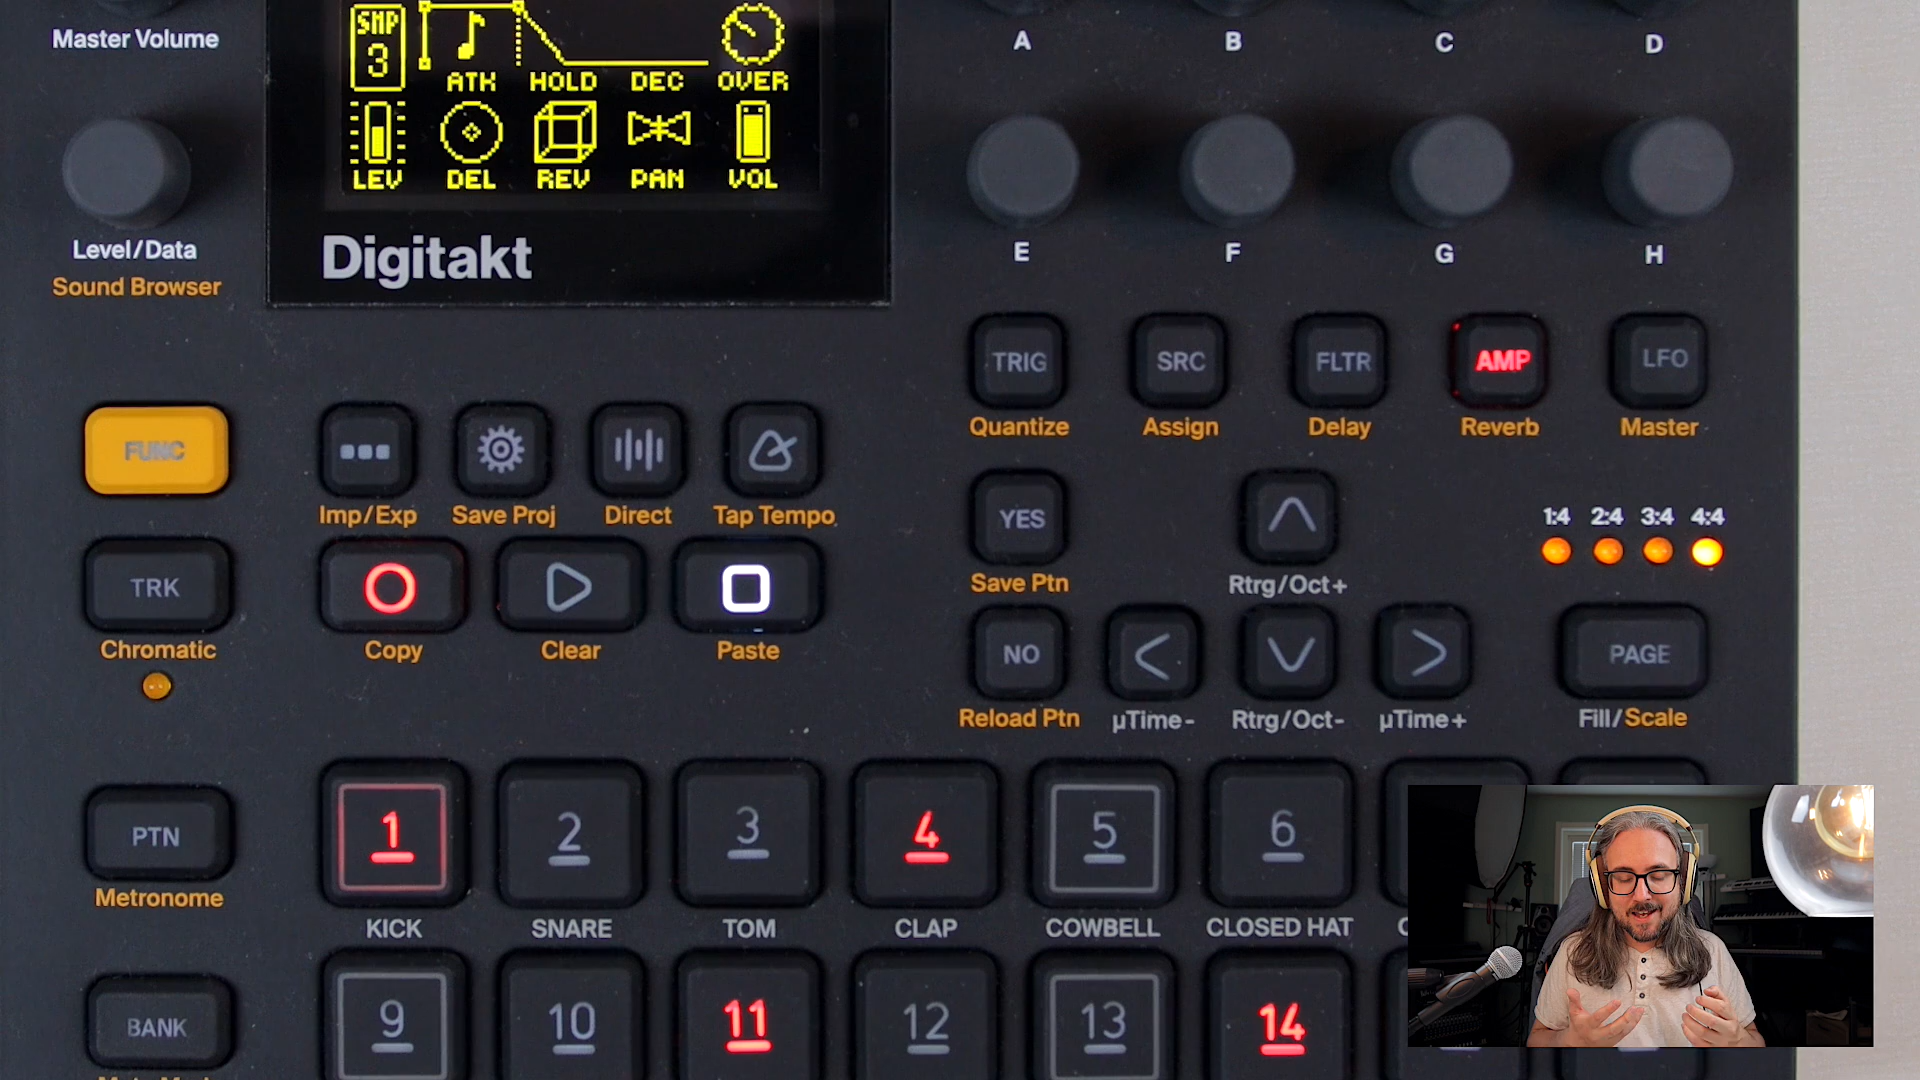 Master Volume
SMP
3
ATK HOLD DEC OVER
LEV DEL REV PAN VOL
A B C D
Level/Data
Sound Browser
Digitakt
E F G H
TRIG SRC FLTR AMP LFO
Quantize Assign Delay Reverb Master
FUNC
Imp/Exp Save Proj Direct Tap Tempo
YES
1:4 2:4 3:4 4:4
Save Ptn Rtrg/Oct+
TRK
Chromatic
Copy Clear Paste
NO PAGE
Reload Ptn µTime- Rtrg/Oct- µTime+ Fill/Scale
PTN
Metronome
1 2 3 4 5 6
KICK SNARE TOM CLAP COWBELL CLOSED HAT
BANK
9 10 11 12 13 14